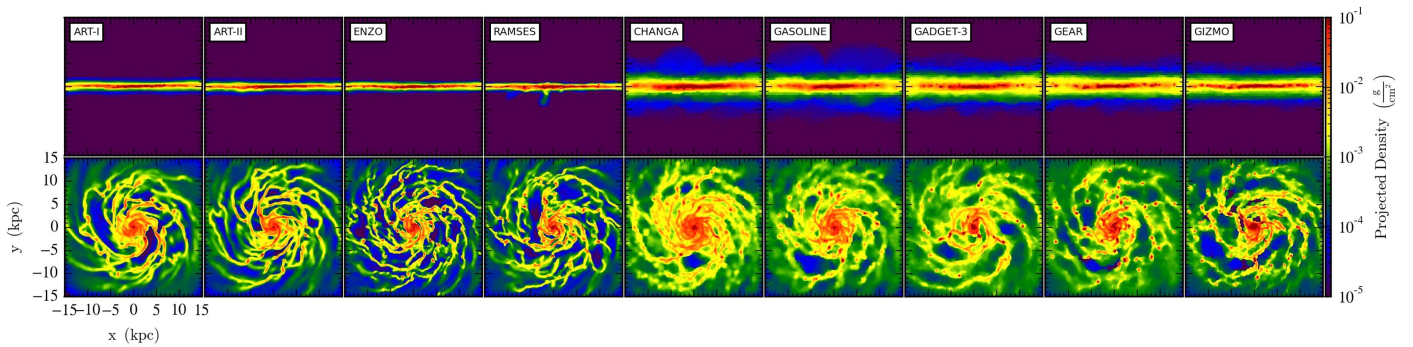 ART-I ART-II ENZO RAMSES CHANGA GASOLINE GADGET-3 GEAR GIZMO
10⁻¹
10⁻²
10⁻³
10⁻⁴
10⁻⁵
Projected Density (g/cm²)
15
10
5
0
−5
−10
−15
y (kpc)
−15 −10 −5 0 5 10 15
x (kpc)